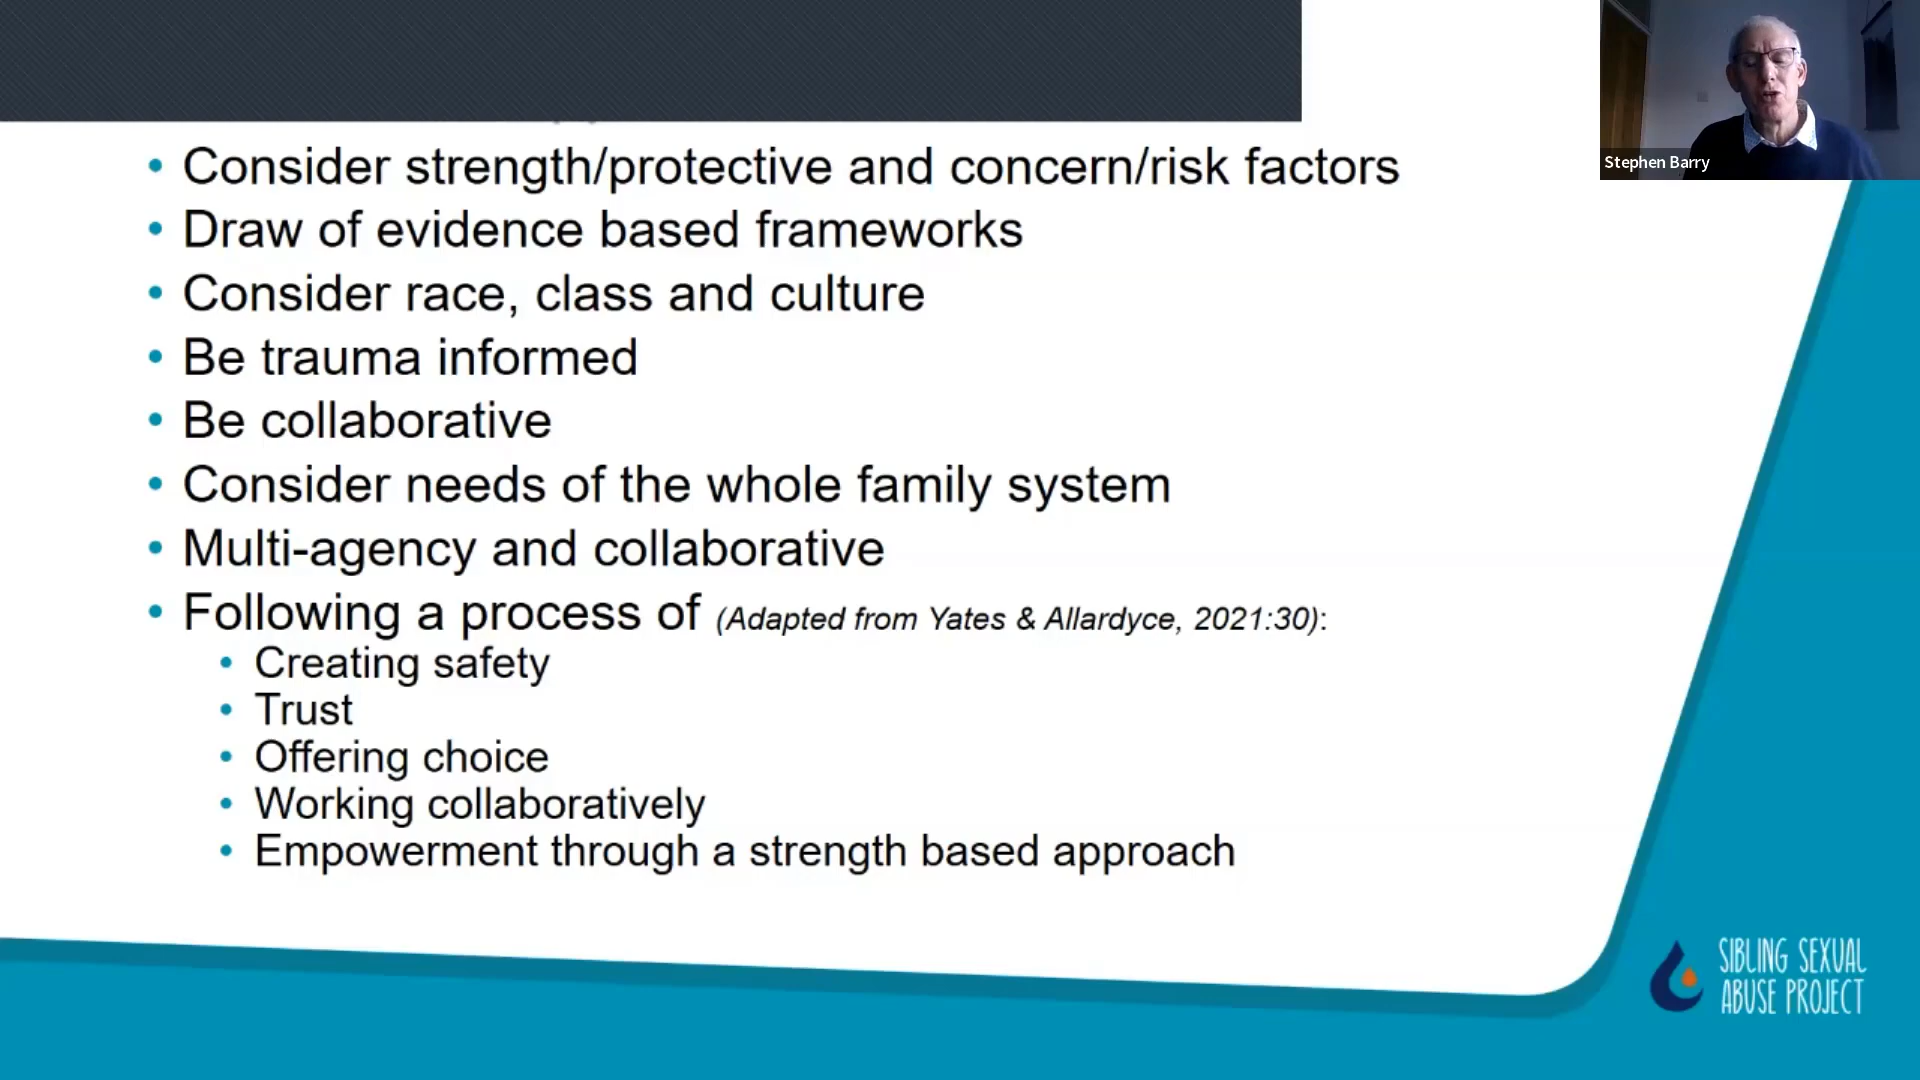 Stephen Barry
• Consider strength/protective and concern/risk factors
• Draw of evidence based frameworks
• Consider race, class and culture
• Be trauma informed
• Be collaborative
• Consider needs of the whole family system
• Multi-agency and collaborative
• Following a process of (Adapted from Yates & Allardyce, 2021:30):
• Creating safety
• Trust
• Offering choice
• Working collaboratively
• Empowerment through a strength based approach
SIBLING SEXUAL
ABUSE PROJECT